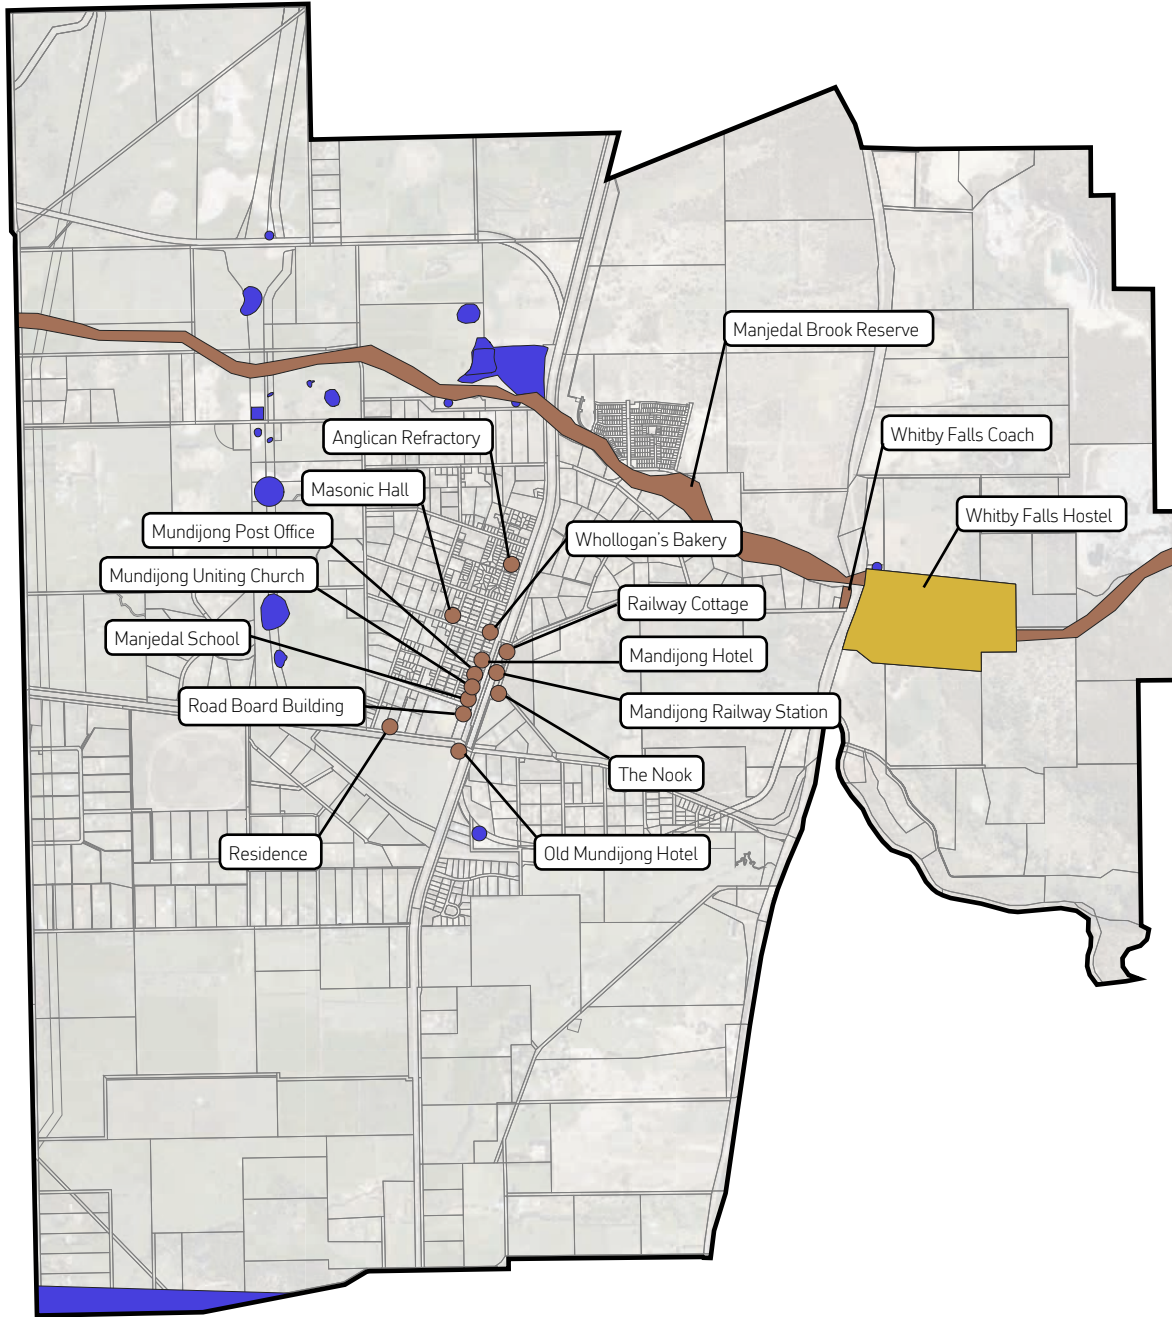 Manjedal Brook Reserve
Anglican Refractory
Whitby Falls Coach
Masonic Hall
Whitby Falls Hostel
Mundijong Post Office
Whollogan's Bakery
Mundijong Uniting Church
Railway Cottage
Manjedal School
Mandijong Hotel
Road Board Building
Mandijong Railway Station
The Nook
Residence
Old Mundijong Hotel